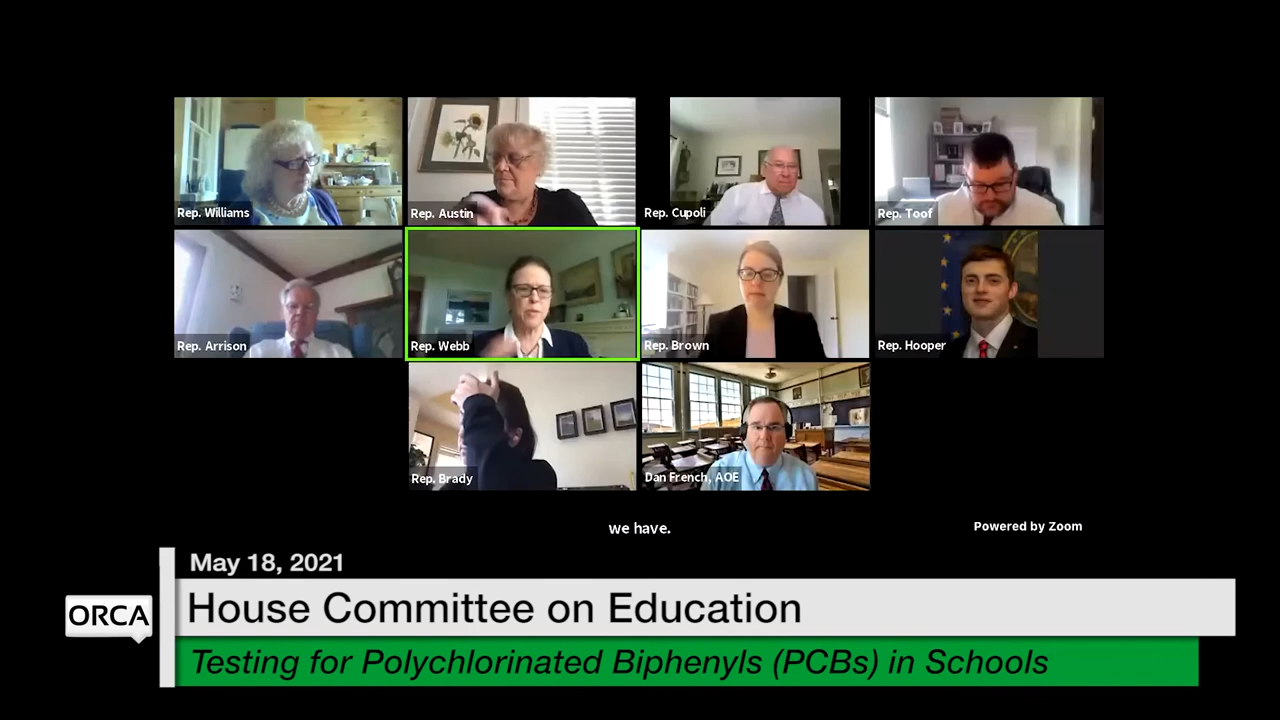 Rep. Williams
Rep. Austin
Rep. Cupoli
Rep. Toof
Rep. Arrison
Rep. Webb
Rep. Brown
Rep. Hooper
Rep. Brady
Dan French, AOE
we have.
Powered by Zoom
May 18, 2021
ORCA
House Committee on Education
Testing for Polychlorinated Biphenyls (PCBs) in Schools